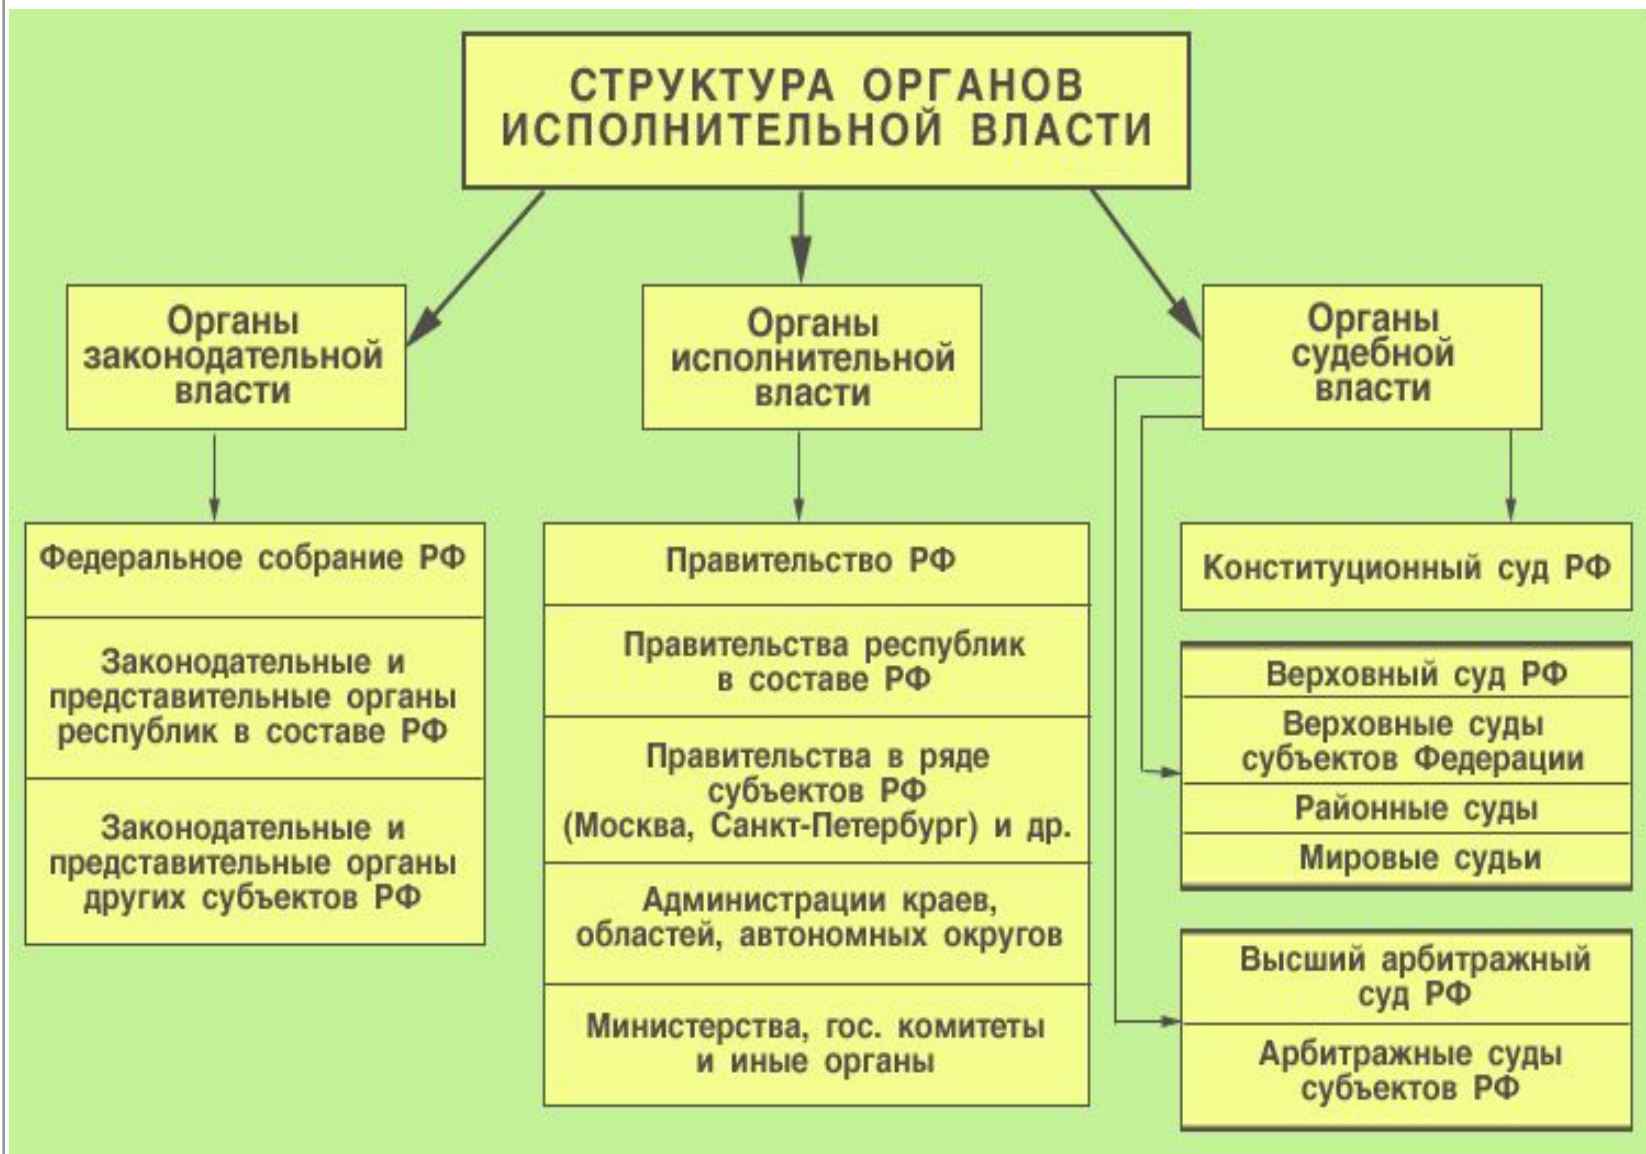 СТРУКТУРА ОРГАНОВ
ИСПОЛНИТЕЛЬНОЙ ВЛАСТИ
Органы
законодательной
власти
Органы
исполнительной
власти
Органы
судебной
власти
Федеральное собрание РФ
Законодательные и
представительные органы
республик в составе РФ
Законодательные и
представительные органы
других субъектов РФ
Правительство РФ
Правительства республик
в составе РФ
Правительства в ряде
субъектов РФ
(Москва, Санкт-Петербург) и др.
Администрации краев,
областей, автономных округов
Министерства, гос. комитеты
и иные органы
Конституционный суд РФ
Верховный суд РФ
Верховные суды
субъектов Федерации
Районные суды
Мировые судьи
Высший арбитражный
суд РФ
Арбитражные суды
субъектов РФ